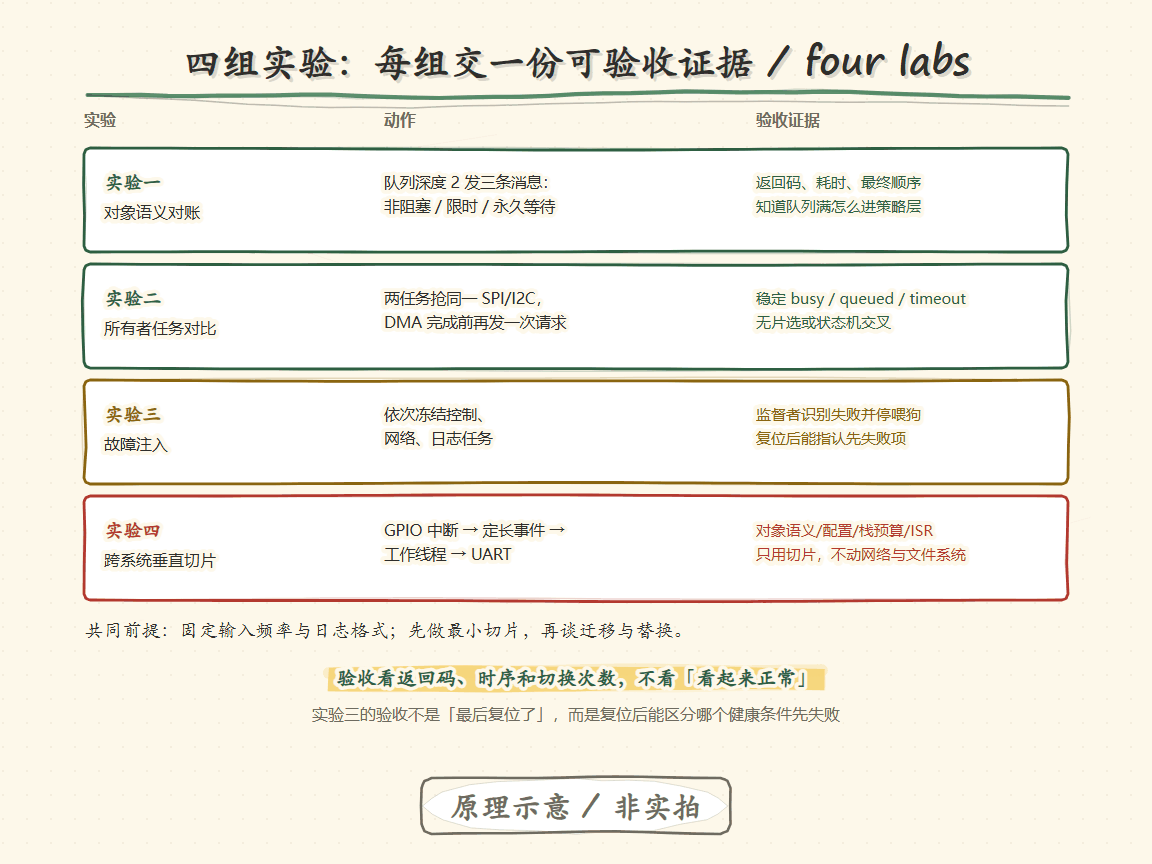 四组实验：每组交一份可验收证据 / four labs
实验
动作
验收证据
实验一
对象语义对账
队列深度 2 发三条消息：
非阻塞 / 限时 / 永久等待
返回码、耗时、最终顺序
知道队列满怎么进策略层
实验二
所有者任务对比
两任务抢同一 SPI/I2C，
DMA 完成前再发一次请求
稳定 busy / queued / timeout
无片选或状态机交叉
实验三
故障注入
依次冻结控制、
网络、日志任务
监督者识别失败并停喂狗
复位后能指认先失败项
实验四
跨系统垂直切片
GPIO 中断 → 定长事件 →
工作线程 → UART
对象语义/配置/栈预算/ISR
只用切片，不动网络与文件系统
共同前提：固定输入频率与日志格式；先做最小切片，再谈迁移与替换。
验收看返回码、时序和切换次数，不看「看起来正常」
实验三的验收不是「最后复位了」，而是复位后能区分哪个健康条件先失败
原理示意 / 非实拍